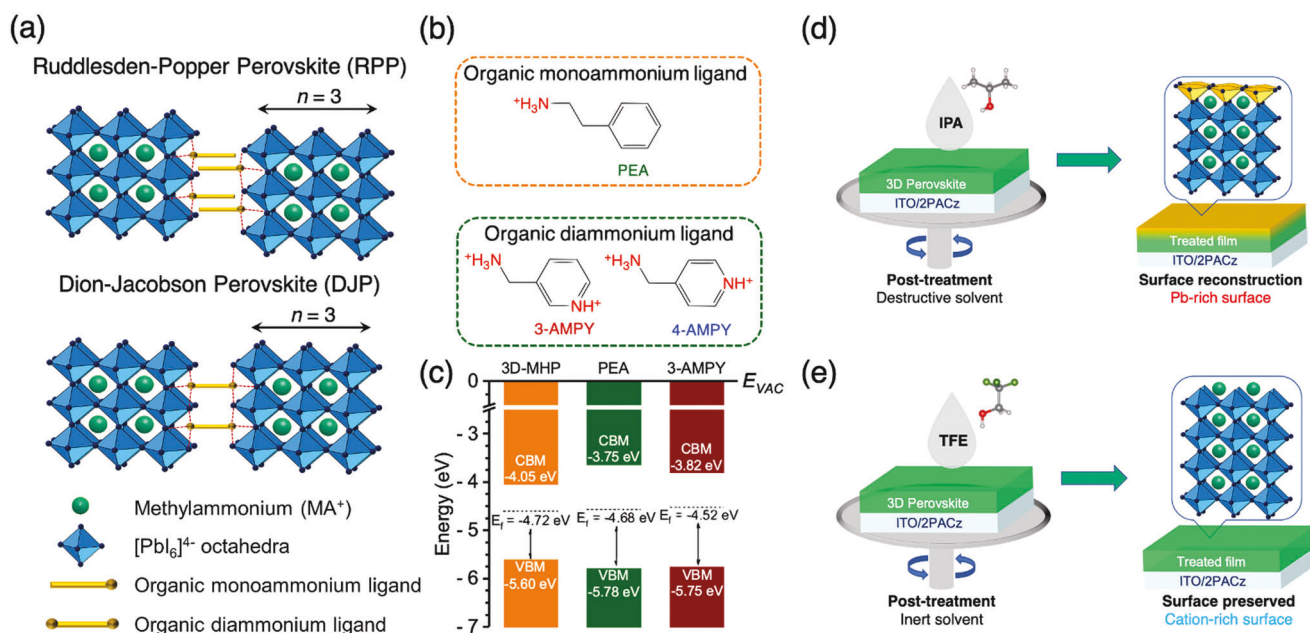 (a)
Ruddlesden-Popper Perovskite (RPP)
n = 3
Dion-Jacobson Perovskite (DJP)
n = 3
Methylammonium (MA⁺)
[PbI₆]⁴⁻ octahedra
Organic monoammonium ligand
Organic diammonium ligand
(b)
Organic monoammonium ligand
⁺H₃N
PEA
Organic diammonium ligand
⁺H₃N
NH⁺
3-AMPY
⁺H₃N
NH⁺
4-AMPY
(c)
3D-MHP PEA 3-AMPY
E_VAC
Energy (eV)
0
- 3
- 4
- 5
- 6
- 7
CBM
-4.05 eV
CBM
-3.75 eV
CBM
-3.82 eV
E_f = -4.72 eV
E_f = -4.68 eV
E_f = -4.52 eV
VBM
-5.60 eV
VBM
-5.78 eV
VBM
-5.75 eV
(d)
IPA
3D Perovskite
ITO/2PACz
Post-treatment
Destructive solvent
Treated film
ITO/2PACz
Surface reconstruction
Pb-rich surface
(e)
TFE
3D Perovskite
ITO/2PACz
Post-treatment
Inert solvent
Treated film
ITO/2PACz
Surface preserved
Cation-rich surface